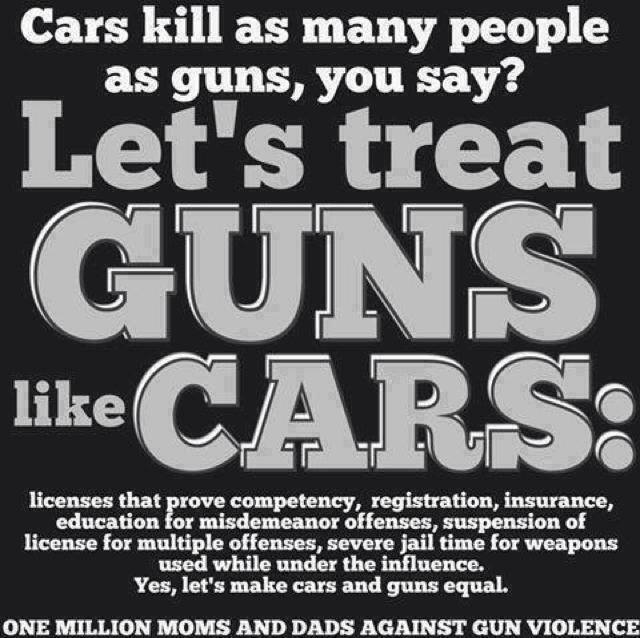 Cars kill as many people
as guns, you say?
Let's treat
GUNS
like CARS:
licenses that prove competency, registration, insurance,
education for misdemeanor offenses, suspension of
license for multiple offenses, severe jail time for weapons
used while under the influence.
Yes, let's make cars and guns equal.
ONE MILLION MOMS AND DADS AGAINST GUN VIOLENCE